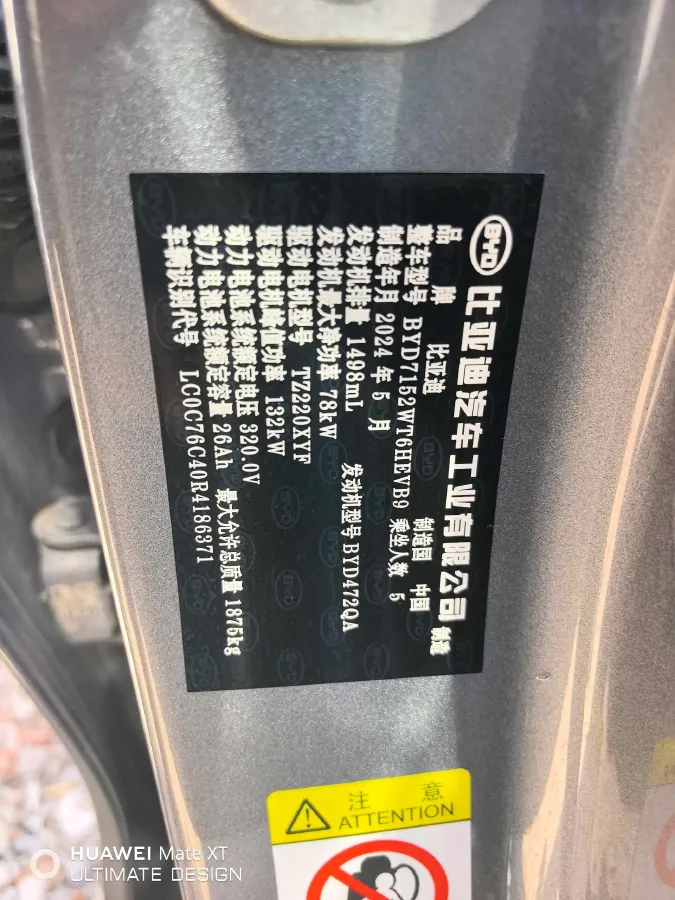 BYD 比亚迪汽车工业有限公司 制造
品牌 比亚迪 制造国 中国
整车型号 BYD7152WT6HEVB9 乘坐人数 5
制造年月 2024 年 5 月
发动机排量 1498mL 发动机型号 BYD472QA
发动机最大净功率 78kW
驱动电机型号 TZ220XYF
驱动电机峰值功率 132kW
动力电池系统额定电压 320.0V
动力电池系统额定容量 26Ah 最大允许总质量 1875kg
车辆识别代号 LC0C76C40R4186371
注意
ATTENTION
HUAWEI Mate XT
ULTIMATE DESIGN